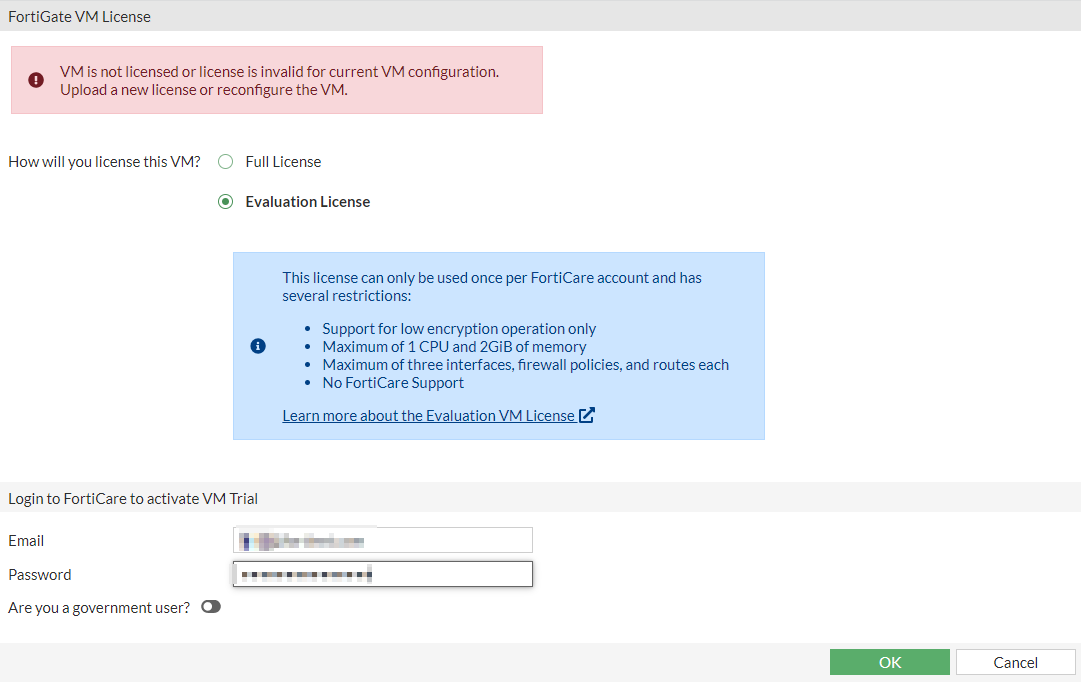 FortiGate VM License
VM is not licensed or license is invalid for current VM configuration.
Upload a new license or reconfigure the VM.
How will you license this VM? Full License
Evaluation License
This license can only be used once per FortiCare account and has
several restrictions:
• Support for low encryption operation only
• Maximum of 1 CPU and 2GiB of memory
• Maximum of three interfaces, firewall policies, and routes each
• No FortiCare Support
Learn more about the Evaluation VM License
Login to FortiCare to activate VM Trial
Email
Password
Are you a government user?
OK Cancel